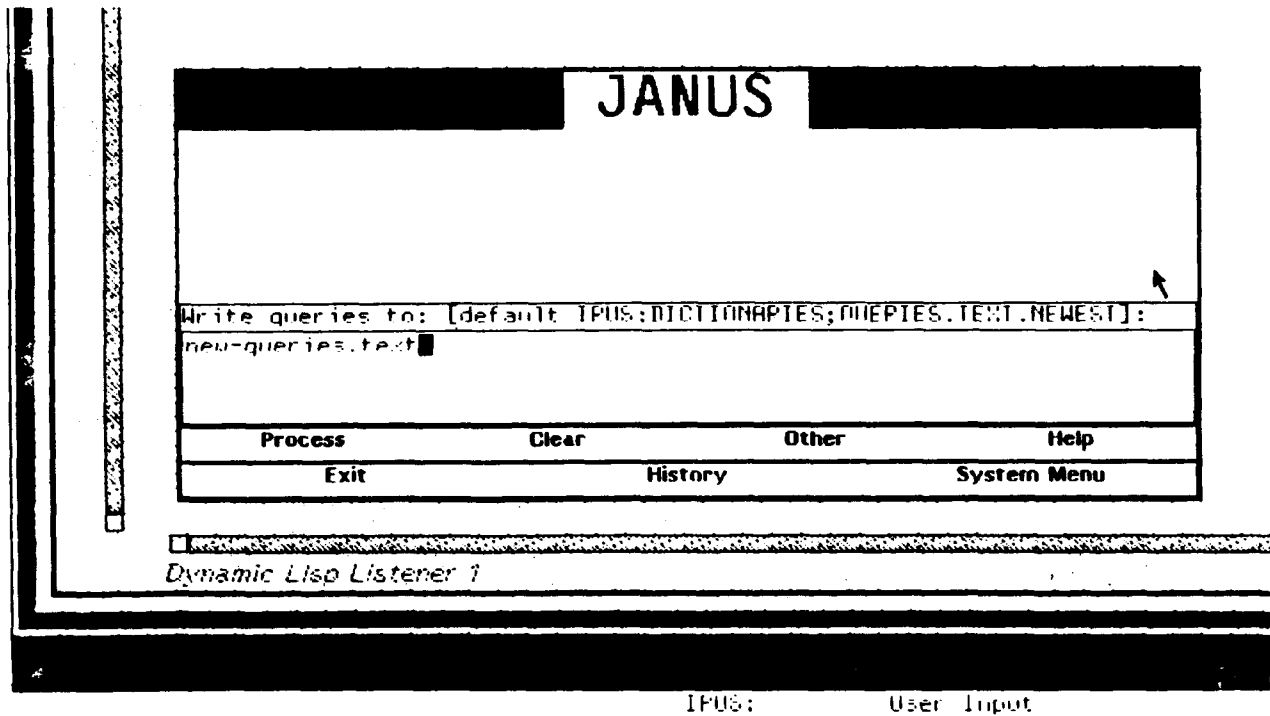 JANUS
Write queries to: [default IRUS:DICTIONARIES;QUERIES.TEXT.NEWEST]:
new-queries.text
Process Clear Other Help
Exit History System Menu
Dynamic Lisp Listener 1
IRUS: User Input